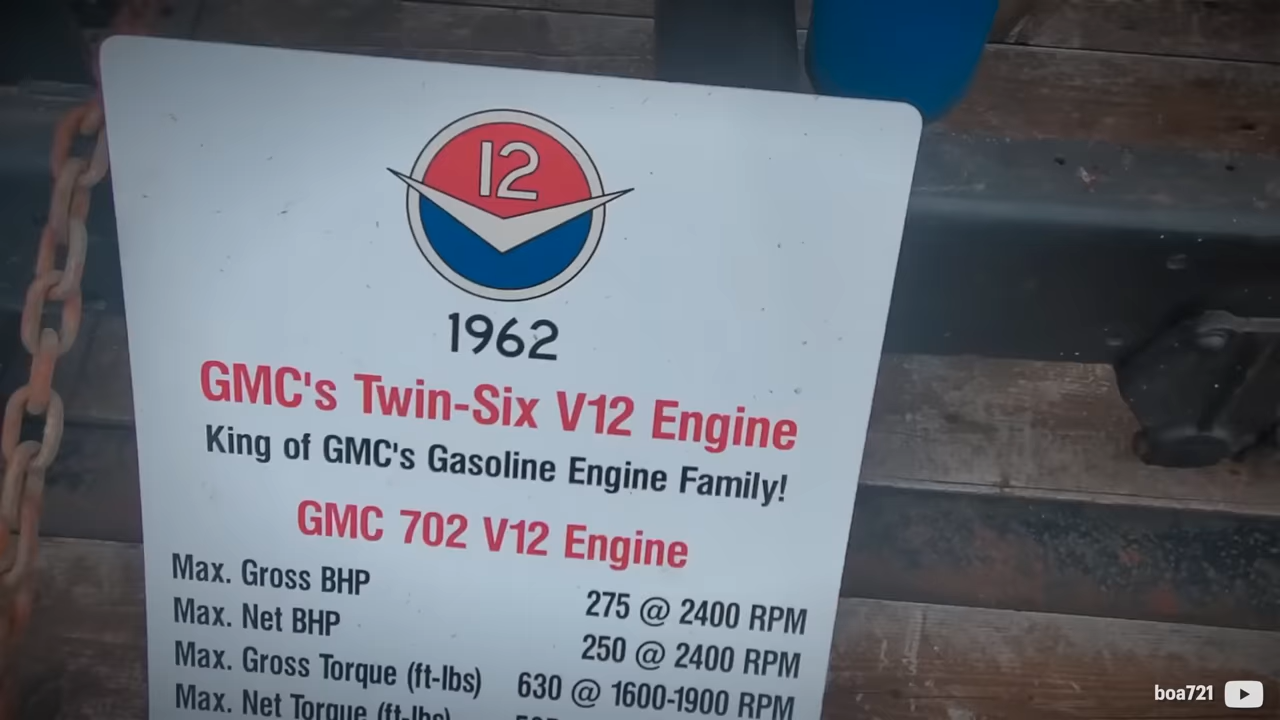 12
1962
GMC's Twin-Six V12 Engine
King of GMC's Gasoline Engine Family!
GMC 702 V12 Engine
Max. Gross BHP 275 @ 2400 RPM
Max. Net BHP 250 @ 2400 RPM
Max. Gross Torque (ft-lbs) 630 @ 1600-1900 RPM
Max. Net Torque (ft-lbs)
boa721